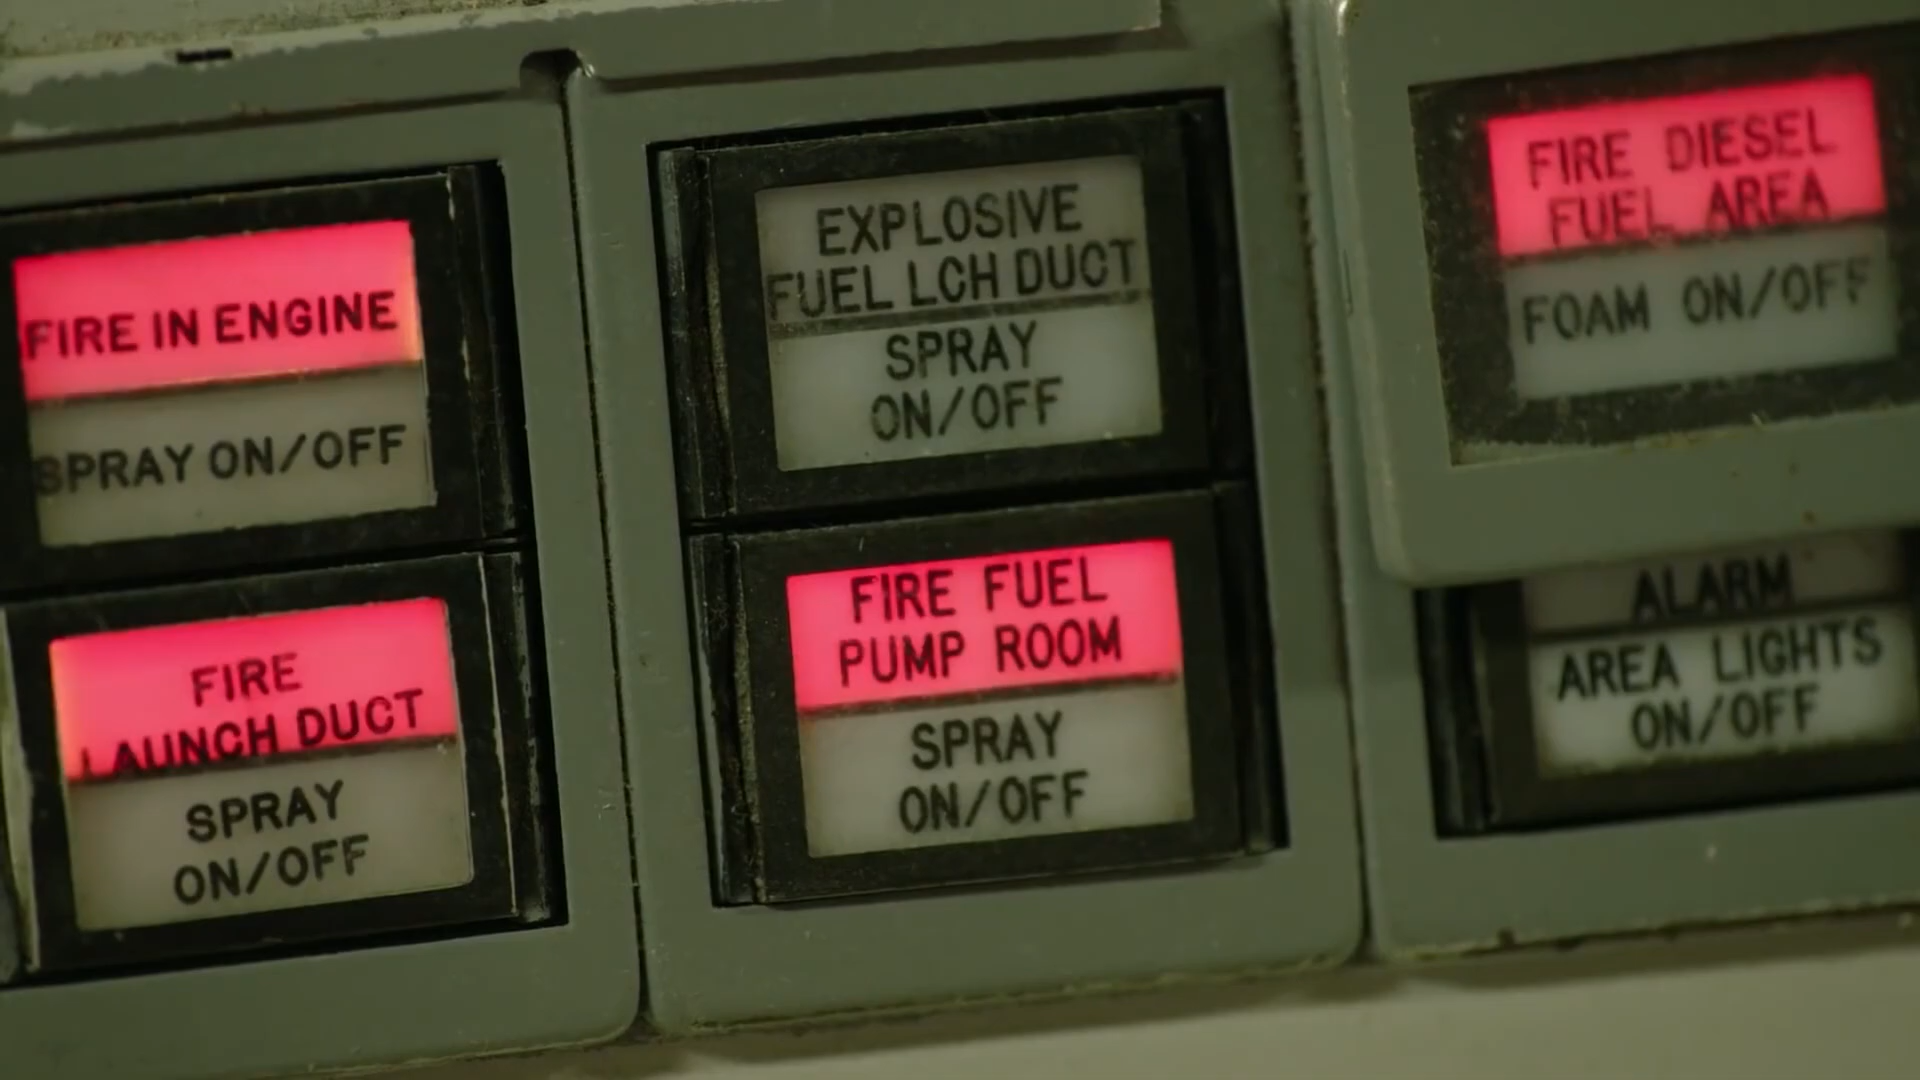 FIRE IN ENGINE
SPRAY ON/OFF
FIRE
LAUNCH DUCT
SPRAY
ON/OFF
EXPLOSIVE
FUEL LCH DUCT
SPRAY
ON/OFF
FIRE FUEL
PUMP ROOM
SPRAY
ON/OFF
FIRE DIESEL
FUEL AREA
FOAM ON/OFF
ALARM
AREA LIGHTS
ON/OFF